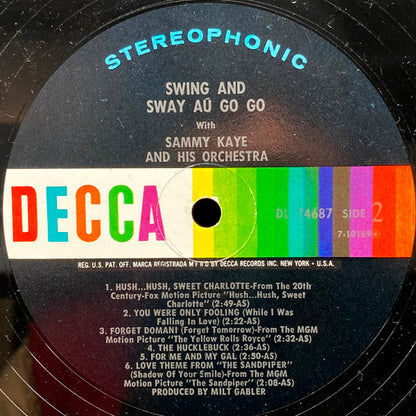 STEREOPHONIC
SWING AND
SWAY AÚ GO GO
With
SAMMY KAYE
AND HIS ORCHESTRA
DECCA
DL 74687 SIDE 2
7-10169
REG. U.S. PAT. OFF. MARCA REGISTRADA M F R'D BY DECCA RECORDS INC. NEW YORK • U.S.A.
1. HUSH...HUSH, SWEET CHARLOTTE-From The 20th
Century-Fox Motion Picture "Hush...Hush, Sweet
Charlotte" (2:49-AS)
2. YOU WERE ONLY FOOLING (While I Was
Falling In Love) (2:22-AS)
3. FORGET DOMANI (Forget Tomorrow)-From The MGM
Motion Picture "The Yellow Rolls Royce" (2:32-AS)
4. THE HUCKLEBUCK (2:36-AS)
5. FOR ME AND MY GAL (2:50-AS)
6. LOVE THEME FROM "THE SANDPIPER"
(Shadow Of Your Smile)-From The MGM
Motion Picture "The Sandpiper" (2:08-AS)
PRODUCED BY MILT GABLER